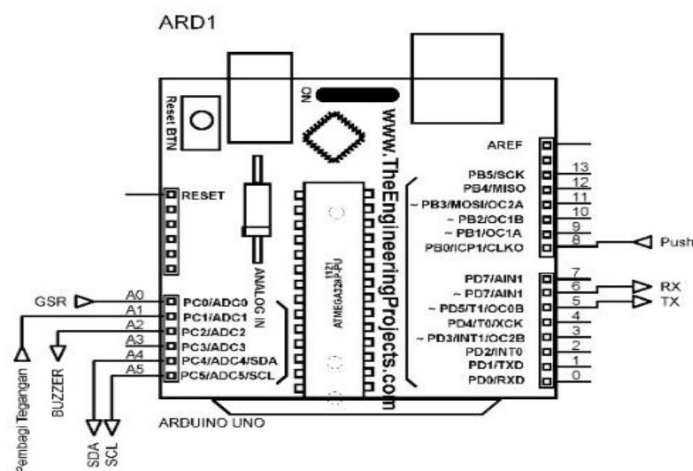 ARD1
ON
Reset BTN
www.TheEngineeringProjects.com
AREF
RESET
PB5/SCK 13
PB4/MISO 12
~ PB3/MOSI/OC2A 11
~ PB2/OC1B 10
~ PB1/OC1A 9
PB0/ICP1/CLKO 8 Push
ANALOG IN
1121
ATMEGA328P-PU
PD7/AIN1 7
~ PD7/AIN1 6 RX
~ PD5/T1/OC0B 5 TX
PD4/T0/XCK 4
~ PD3/INT1/OC2B 3
PD2/INT0 2
PD1/TXD 1
PD0/RXD 0
GSR A0 PC0/ADC0
A1 PC1/ADC1
A2 PC2/ADC2
A3 PC3/ADC3
A4 PC4/ADC4/SDA
A5 PC5/ADC5/SCL
Pembagi Tegangan
BUZZER
SDA
SCL
ARDUINO UNO